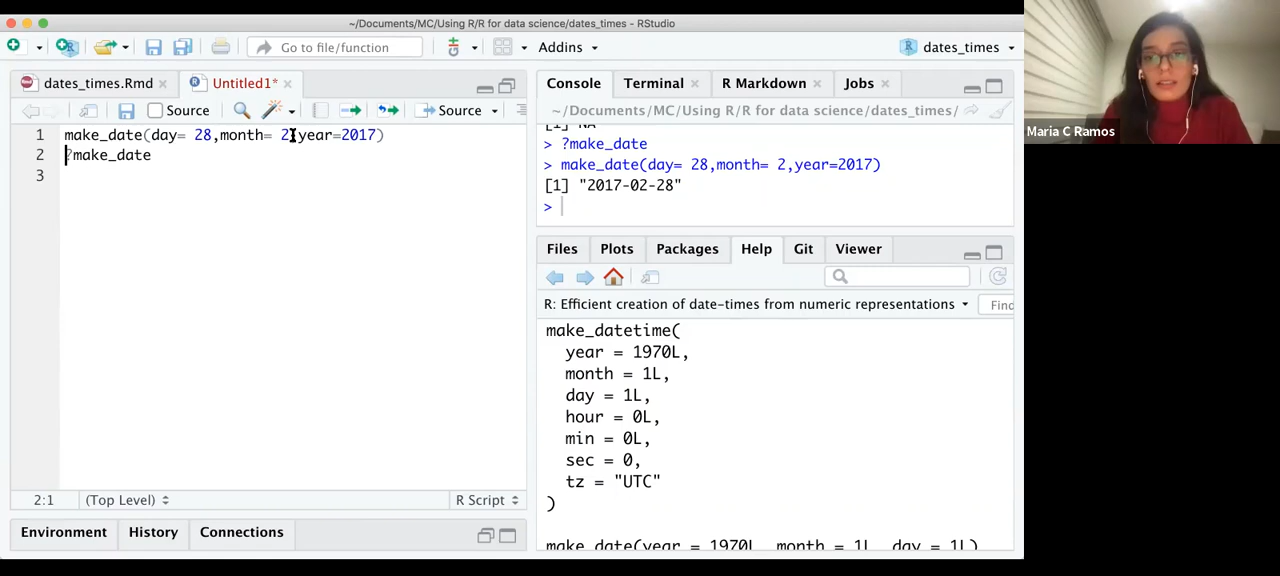 ~/Documents/MC/Using R/R for data science/dates_times - RStudio
Go to file/function
Addins
dates_times
dates_times.Rmd
Untitled1*
Source
Source
1 make_date(day= 28,month= 2,year=2017)
2 ?make_date
3
2:1 (Top Level) R Script
Environment History Connections
Console Terminal R Markdown Jobs
~/Documents/MC/Using R/R for data science/dates_times/
[1] NA
> ?make_date
> make_date(day= 28,month= 2,year=2017)
[1] "2017-02-28"
>
Files Plots Packages Help Git Viewer
R: Efficient creation of date-times from numeric representations
Find
make_datetime(
year = 1970L,
month = 1L,
day = 1L,
hour = 0L,
min = 0L,
sec = 0,
tz = "UTC"
)
make_date(year = 1970L, month = 1L, day = 1L)
Maria C Ramos